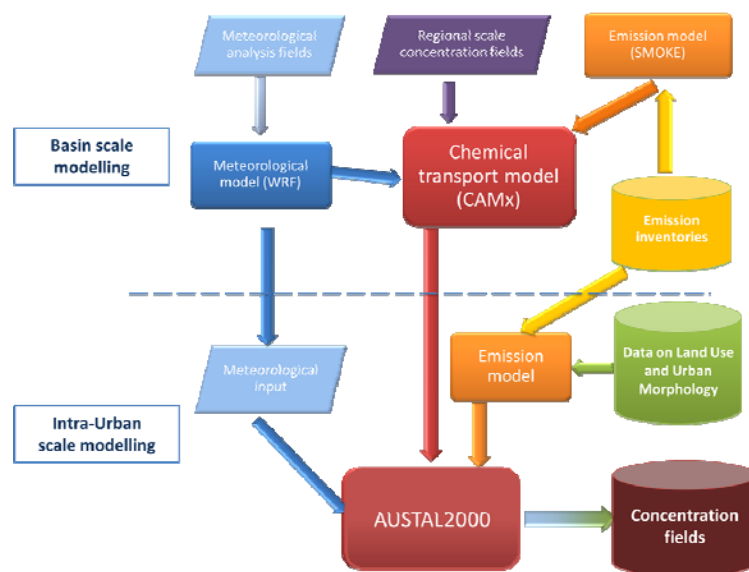 Meteorological
analysis fields
Regional scale
concentration fields
Emission model
(SMOKE)
Basin scale
modelling
Meteorological
model (WRF)
Chemical
transport model
(CAMx)
Emission
inventories
Meteorological
input
Emission
model
Data on Land Use
and Urban
Morphology
Intra-Urban
scale modelling
AUSTAL2000
Concentration
fields